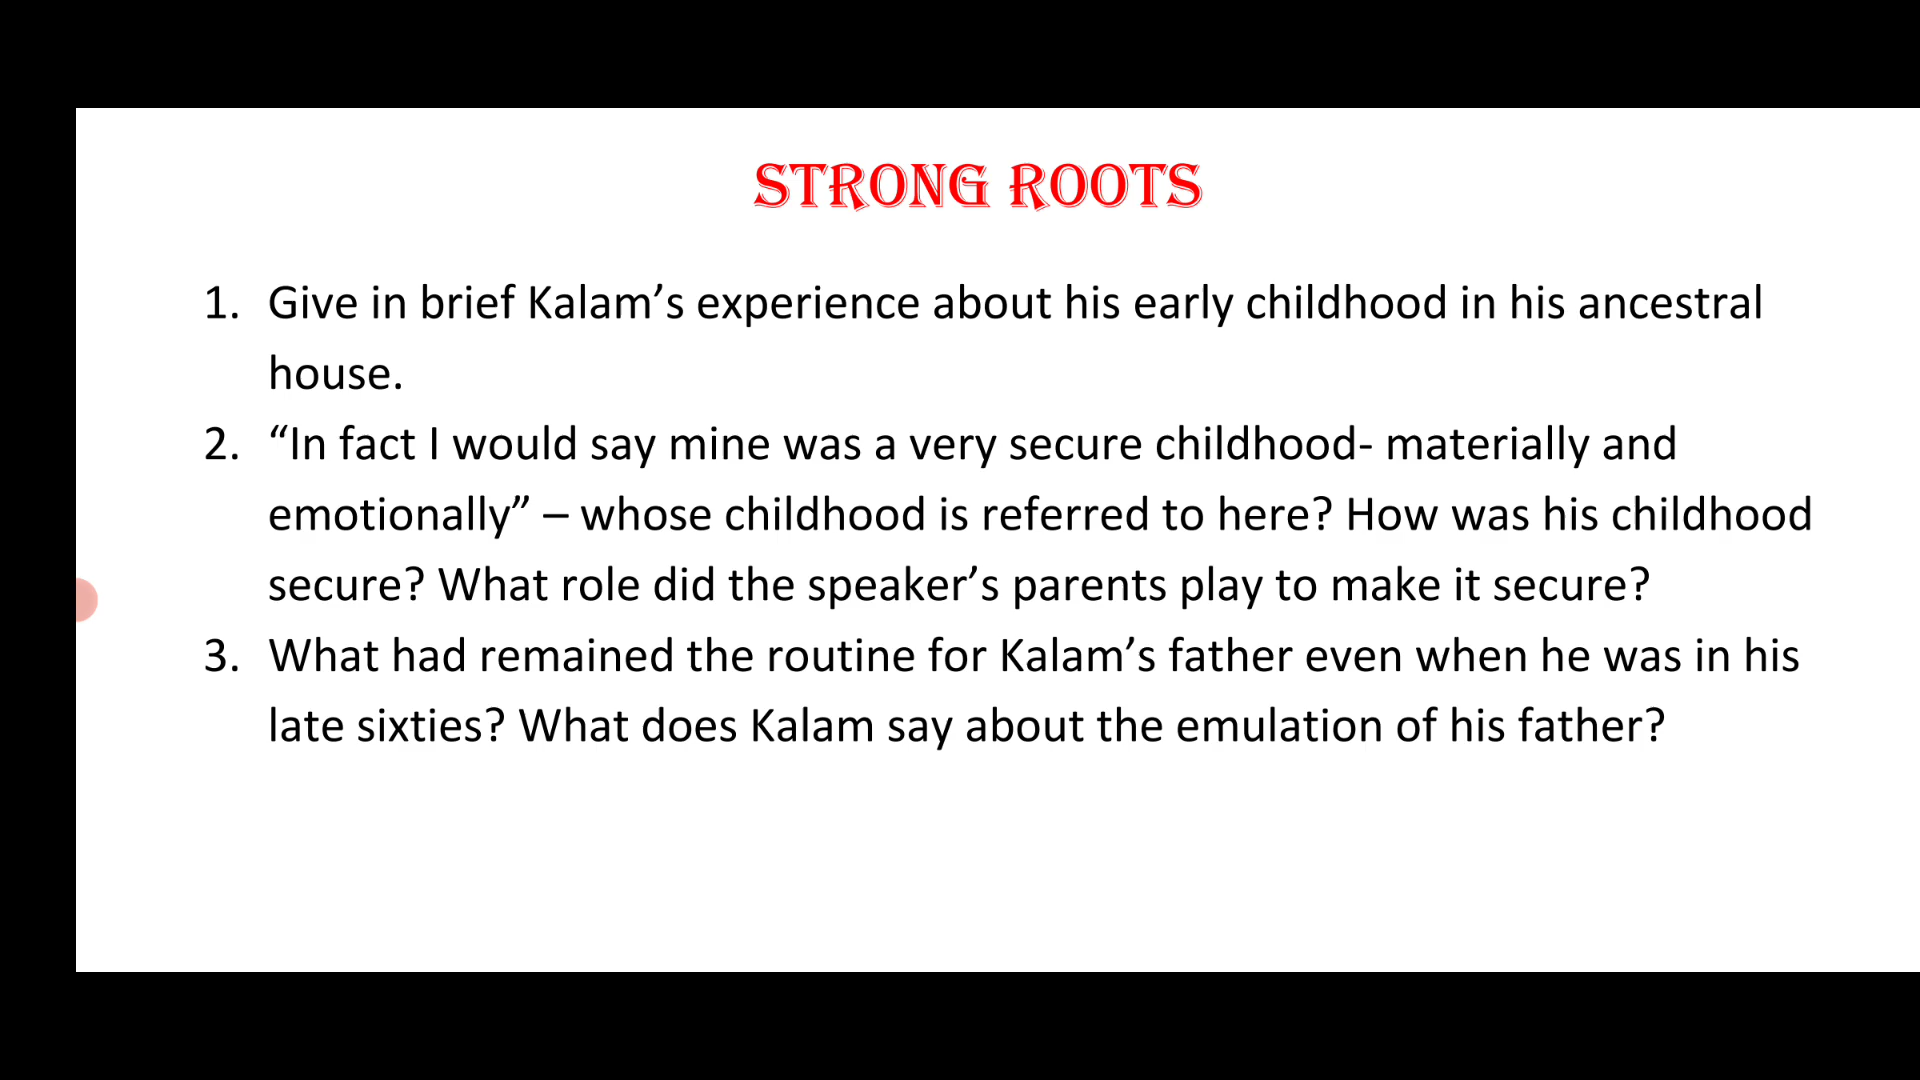 STRONG ROOTS
1. Give in brief Kalam’s experience about his early childhood in his ancestral
house.
2. “In fact I would say mine was a very secure childhood- materially and
emotionally” – whose childhood is referred to here? How was his childhood
secure? What role did the speaker’s parents play to make it secure?
3. What had remained the routine for Kalam’s father even when he was in his
late sixties? What does Kalam say about the emulation of his father?